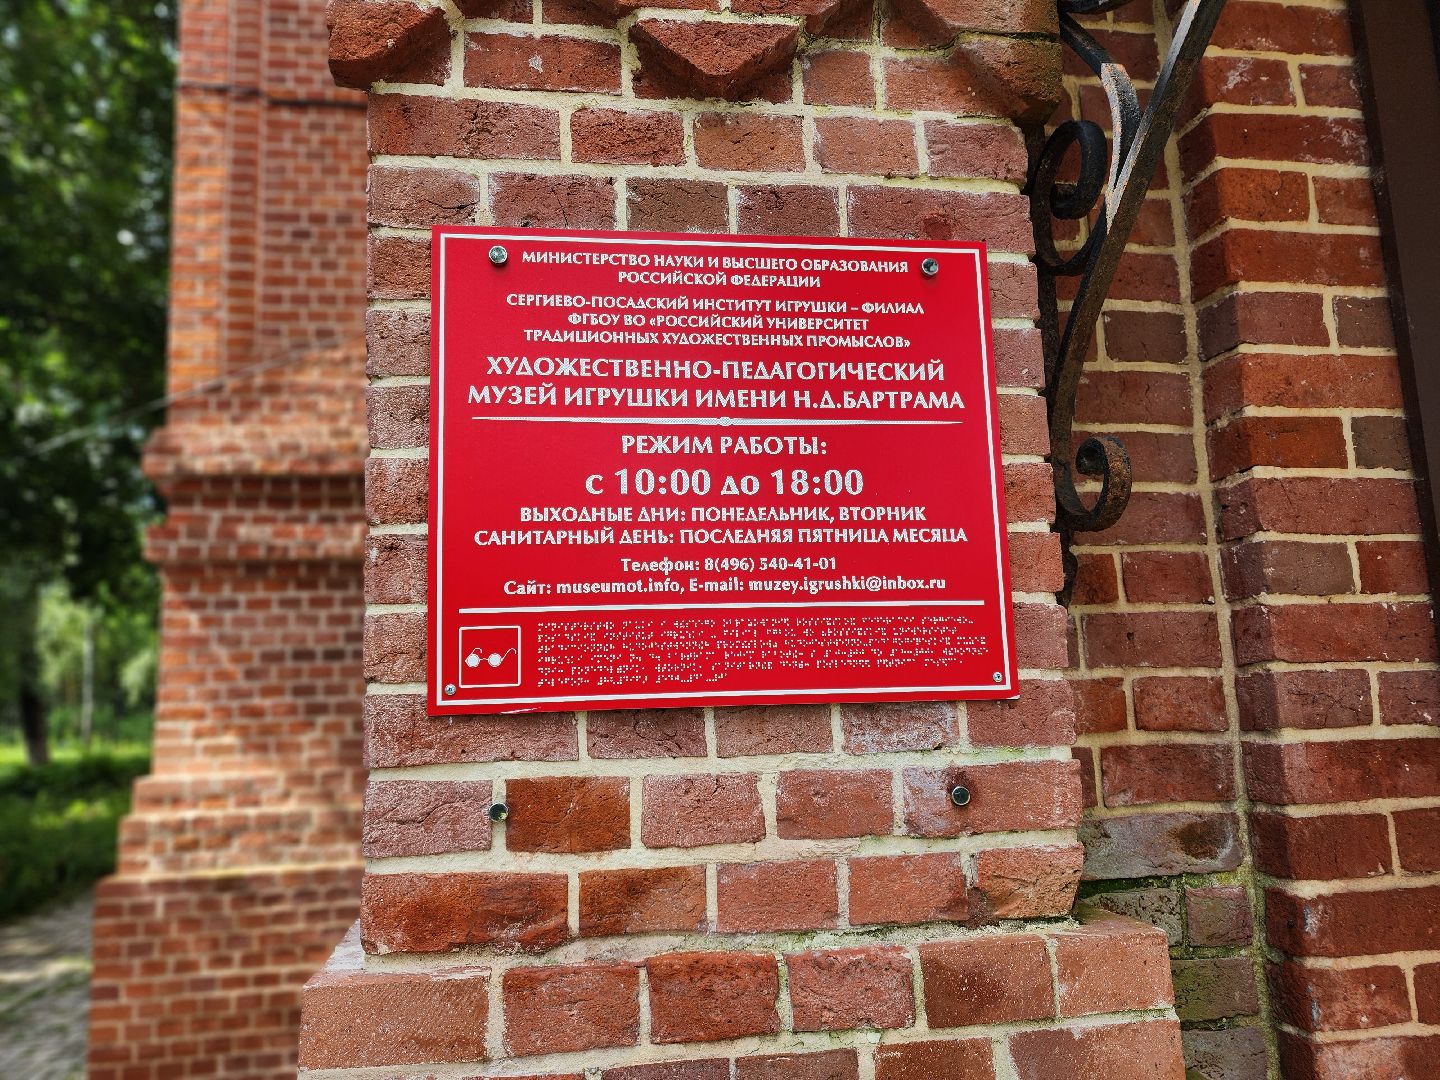 МИНИСТЕРСТВО НАУКИ И ВЫСШЕГО ОБРАЗОВАНИЯ
РОССИЙСКОЙ ФЕДЕРАЦИИ
СЕРГИЕВО-ПОСАДСКИЙ ИНСТИТУТ ИГРУШКИ – ФИЛИАЛ
ФГБОУ ВО «РОССИЙСКИЙ УНИВЕРСИТЕТ
ТРАДИЦИОННЫХ ХУДОЖЕСТВЕННЫХ ПРОМЫСЛОВ»
ХУДОЖЕСТВЕННО-ПЕДАГОГИЧЕСКИЙ
МУЗЕЙ ИГРУШКИ ИМЕНИ Н.Д.БАРТРАМА
РЕЖИМ РАБОТЫ:
с 10:00 до 18:00
ВЫХОДНЫЕ ДНИ: ПОНЕДЕЛЬНИК, ВТОРНИК
САНИТАРНЫЙ ДЕНЬ: ПОСЛЕДНЯЯ ПЯТНИЦА МЕСЯЦА
Телефон: 8(496) 540-41-01
Сайт: museumot.info, E-mail: muzey.igrushki@inbox.ru